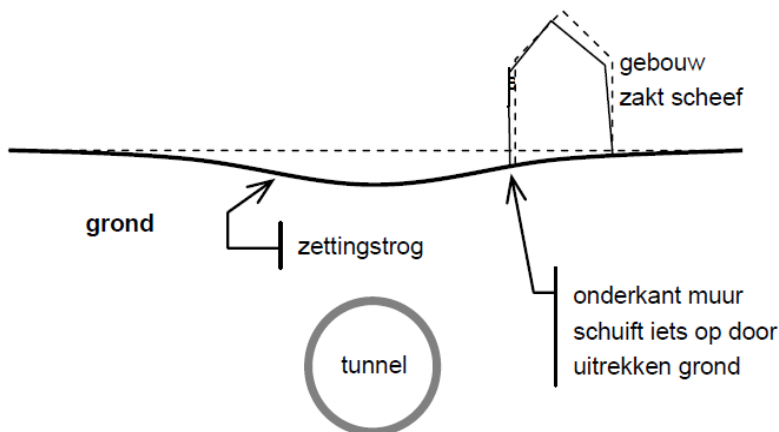 gebouw
zakt scheef
grond
zettingstrog
onderkant muur
schuift iets op door
uitrekken grond
tunnel